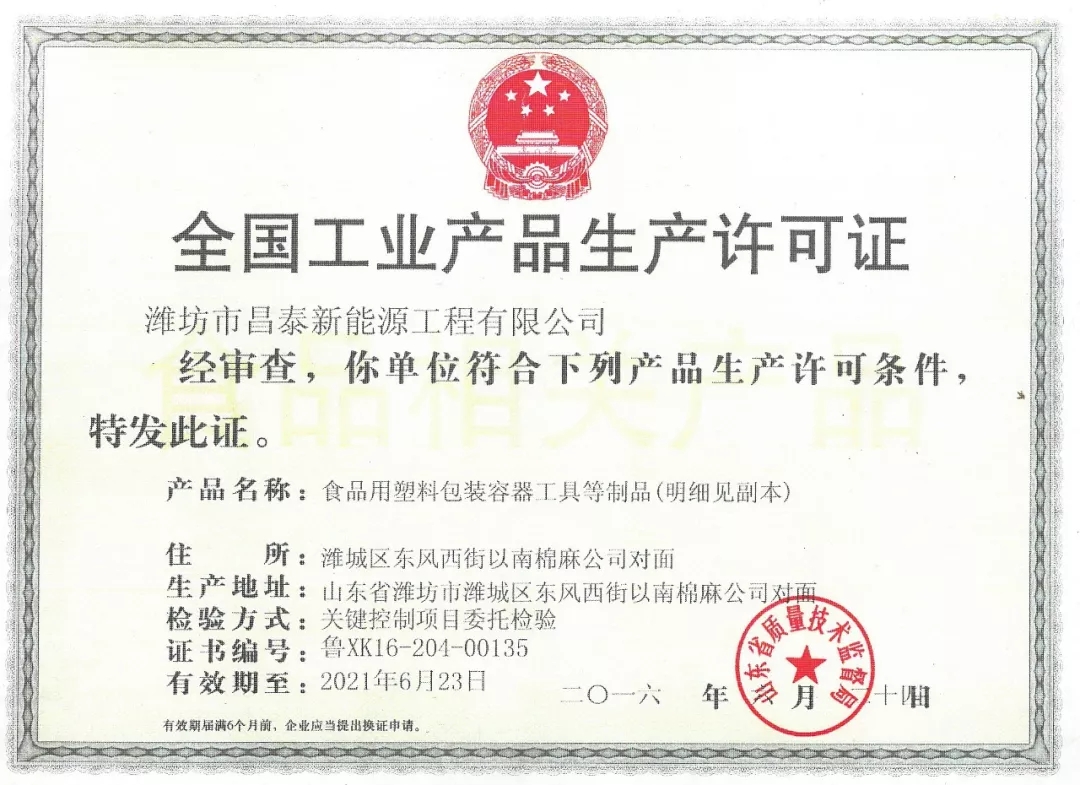 全国工业产品生产许可证
潍坊市昌泰新能源工程有限公司
经审查，你单位符合下列产品生产许可条件，
特发此证。
食品相关产品
产品名称：食品用塑料包装容器工具等制品(明细见副本)
住 所：潍城区东风西街以南棉麻公司对面
生产地址：山东省潍坊市潍城区东风西街以南棉麻公司对面
检验方式：关键控制项目委托检验
证书编号：鲁XK16-204-00135
有效期至：2021年6月23日
二〇一六 年 月 二十四日
山东省质量技术监督局
有效期届满6个月前，企业应当提出换证申请。